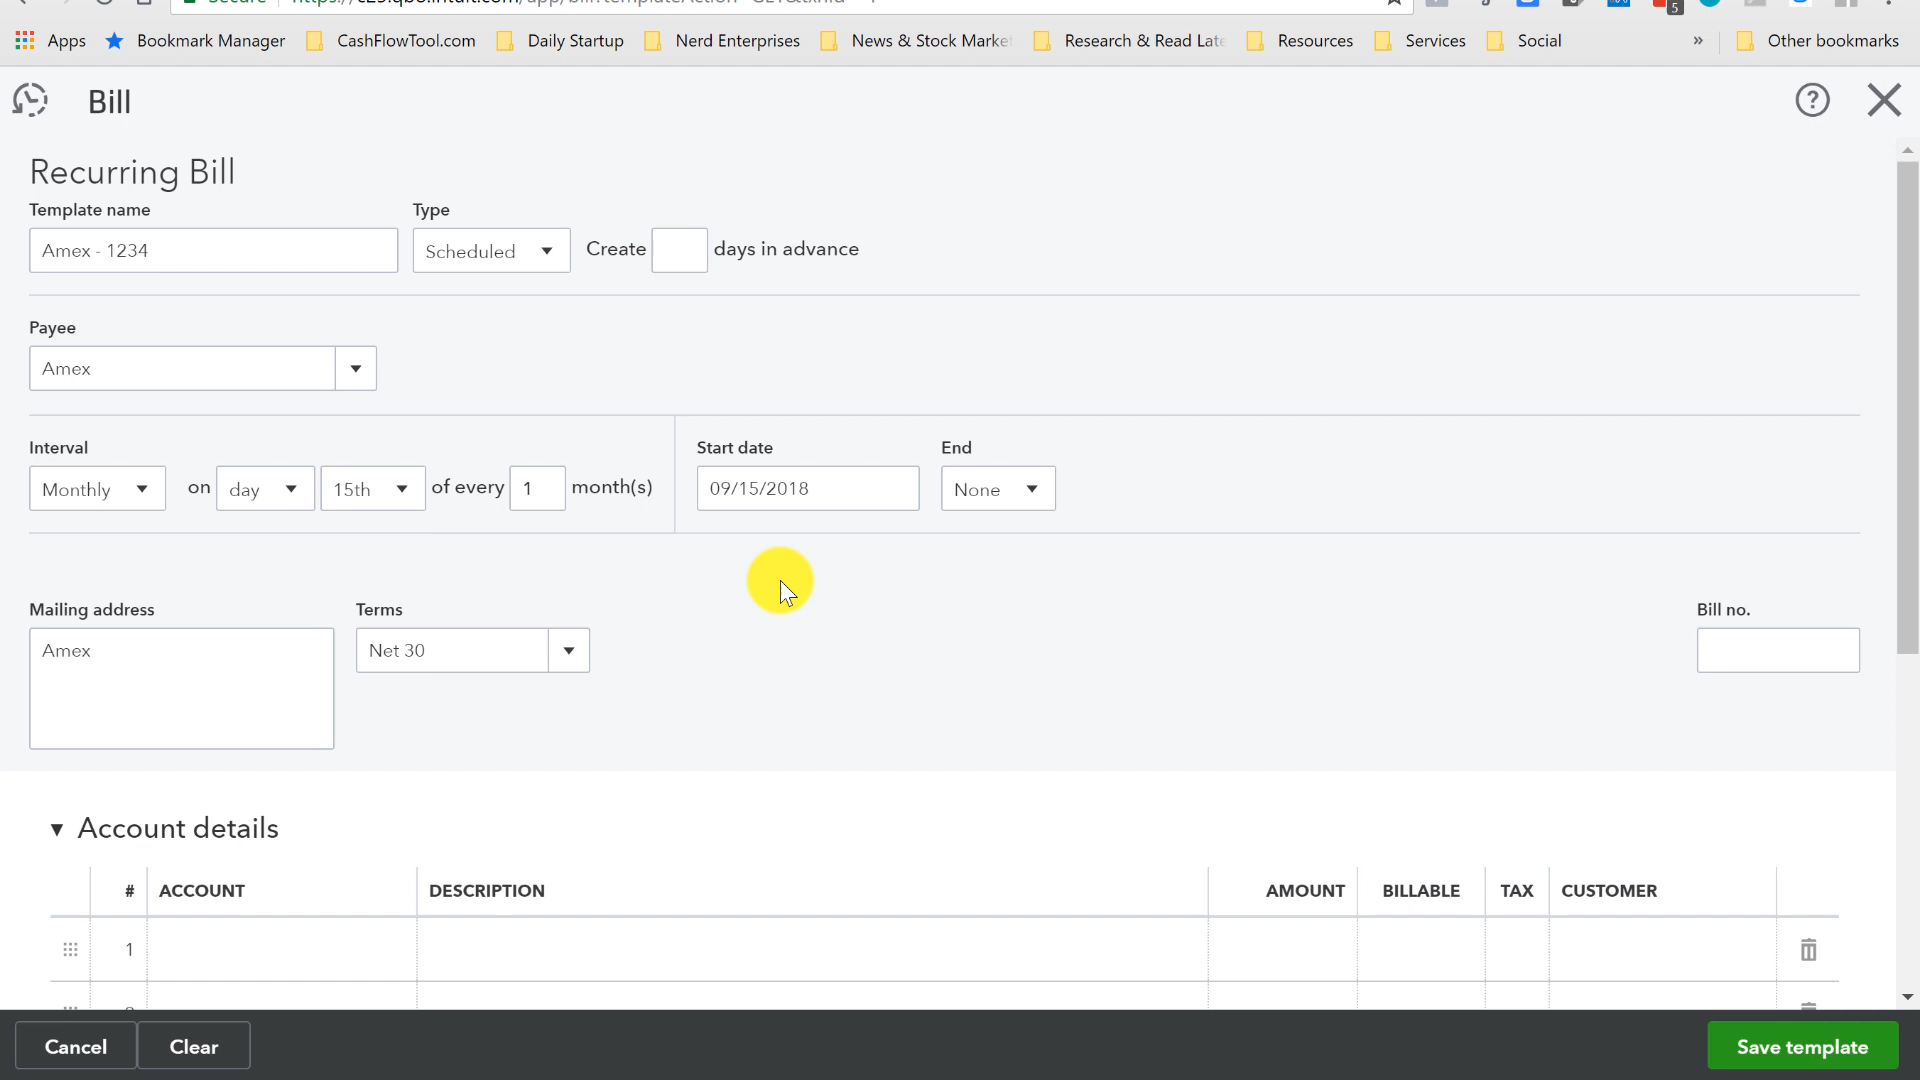 5
Apps Bookmark Manager CashFlowTool.com Daily Startup Nerd Enterprises News & Stock Marke Research & Read Late Resources Services Social » Other bookmarks
Bill ?
Recurring Bill
Template name Type
Amex - 1234 Scheduled Create days in advance
Payee
Amex
Interval Start date End
Monthly on day 15th of every 1 month(s) 09/15/2018 None
Mailing address Terms Bill no.
Amex Net 30
Account details
# ACCOUNT DESCRIPTION AMOUNT BILLABLE TAX CUSTOMER
1
Cancel Clear Save template